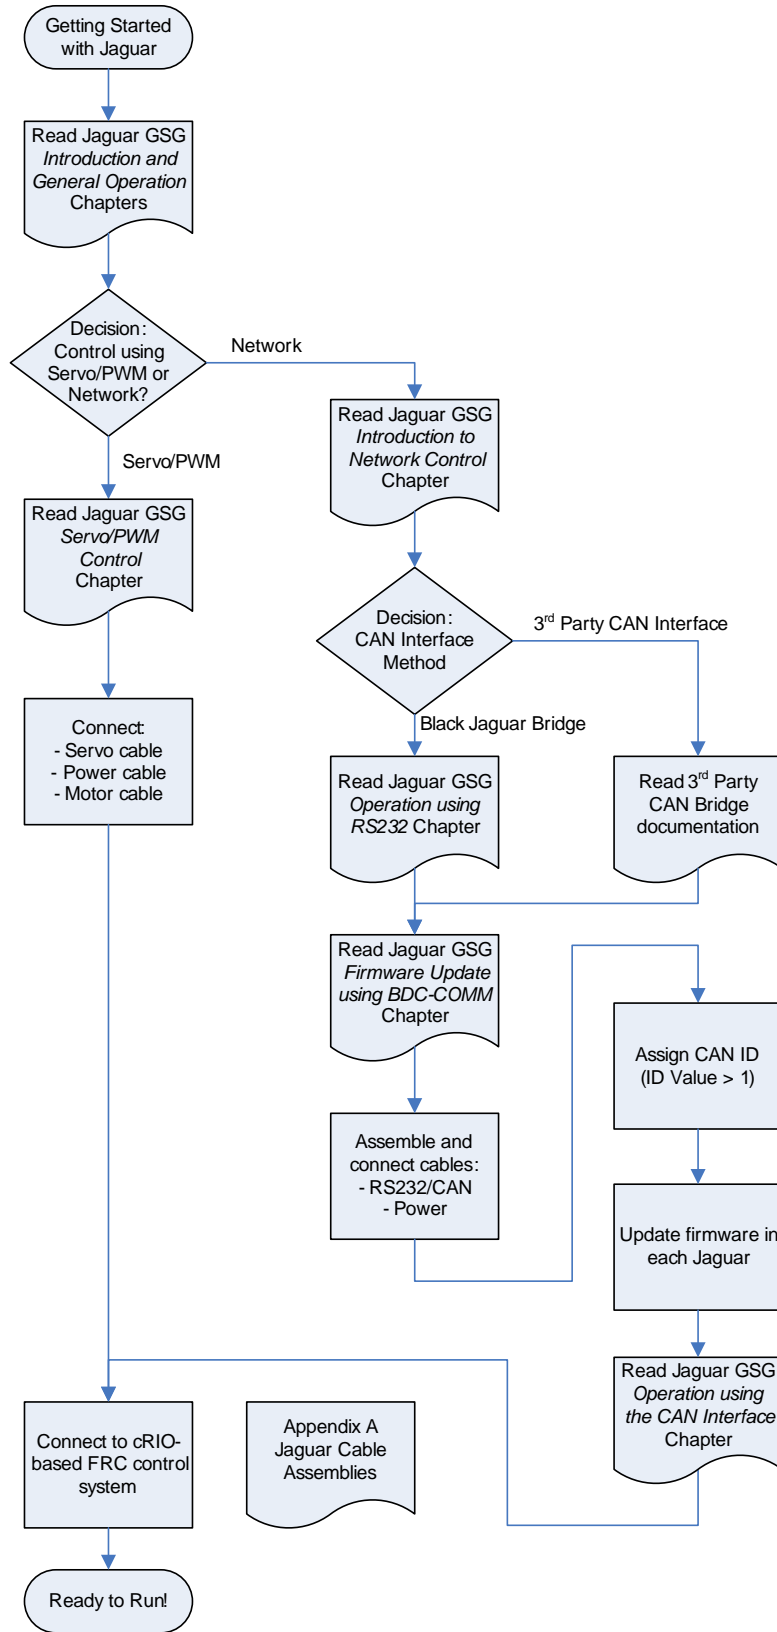 Getting Started
with Jaguar
Read Jaguar GSG
Introduction and
General Operation
Chapters
Decision:
Control using
Servo/PWM or
Network?
Network
Servo/PWM
Read Jaguar GSG
Servo/PWM
Control
Chapter
Connect:
- Servo cable
- Power cable
- Motor cable
Read Jaguar GSG
Introduction to
Network Control
Chapter
Decision:
CAN Interface
Method
3rd Party CAN Interface
Black Jaguar Bridge
Read Jaguar GSG
Operation using
RS232 Chapter
Read 3rd Party
CAN Bridge
documentation
Read Jaguar GSG
Firmware Update
using BDC-COMM
Chapter
Assemble and
connect cables:
- RS232/CAN
- Power
Assign CAN ID
(ID Value > 1)
Update firmware in
each Jaguar
Read Jaguar GSG
Operation using
the CAN Interface
Chapter
Connect to cRIO-
based FRC control
system
Appendix A
Jaguar Cable
Assemblies
Ready to Run!